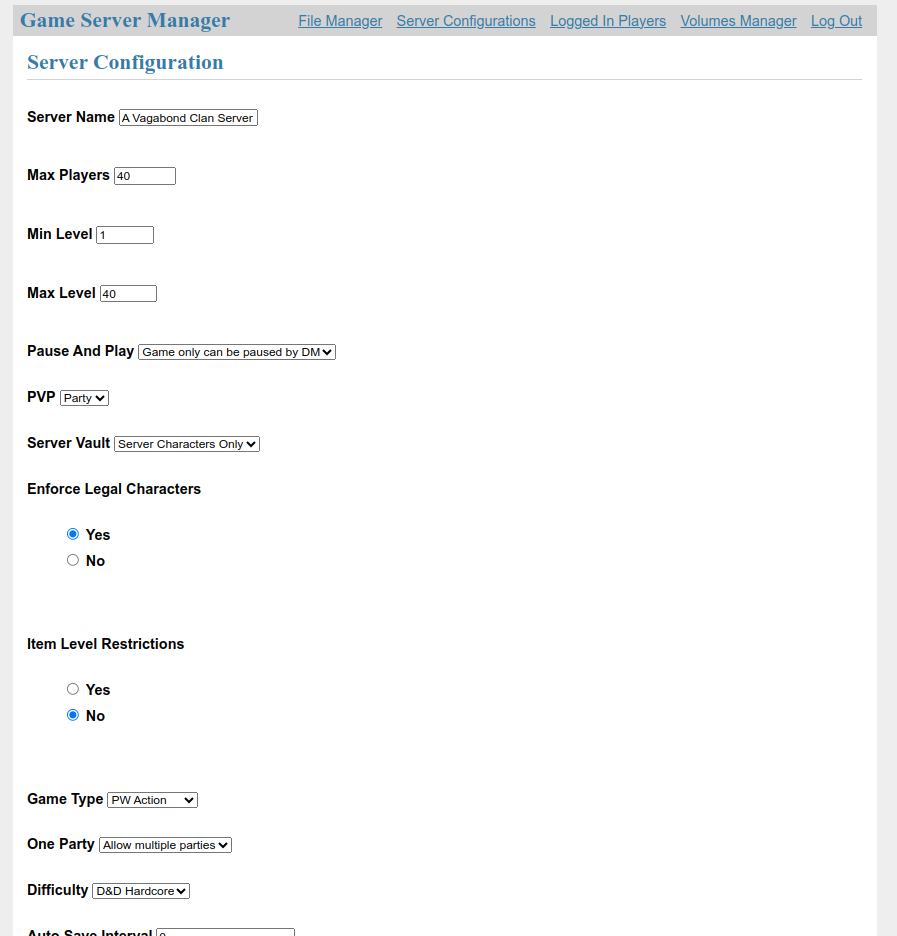 Game Server Manager File Manager Server Configurations Logged In Players Volumes Manager Log Out
Server Configuration
Server Name A Vagabond Clan Server
Max Players 40
Min Level 1
Max Level 40
Pause And Play Game only can be paused by DM
PVP Party
Server Vault Server Characters Only
Enforce Legal Characters
Yes
No
Item Level Restrictions
Yes
No
Game Type PW Action
One Party Allow multiple parties
Difficulty D&D Hardcore
Auto Save Interval